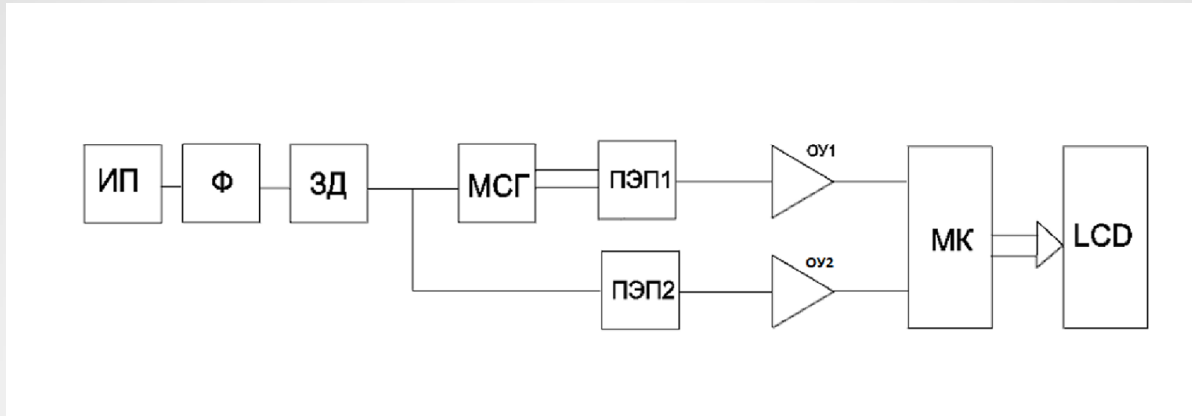 ИП
Ф
ЗД
МСГ
ПЭП1
ОУ1
ПЭП2
ОУ2
МК
LCD